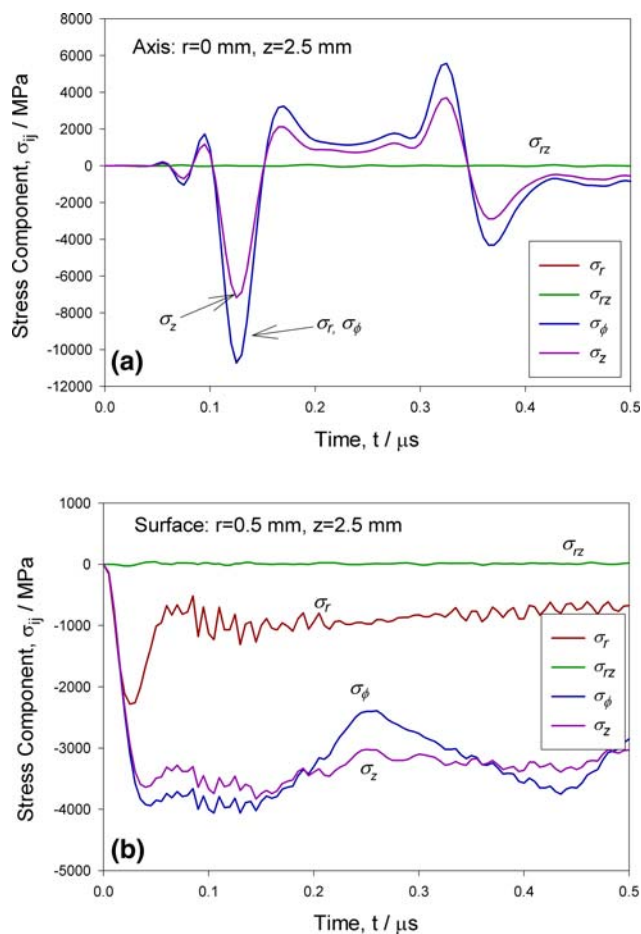 8000
Axis: r=0 mm, z=2.5 mm
6000
4000
2000
0
-2000
-4000
-6000
-8000
-10000
-12000
Stress Component, σij / MPa
σrz
σz
σr, σϕ
σr
σrz
σϕ
σz
(a)
0.0 0.1 0.2 0.3 0.4 0.5
Time, t / μs
1000
Surface: r=0.5 mm, z=2.5 mm
0
-1000
-2000
-3000
-4000
-5000
Stress Component, σij / MPa
σrz
σr
σϕ
σz
σr
σrz
σϕ
σz
(b)
0.0 0.1 0.2 0.3 0.4 0.5
Time, t / μs